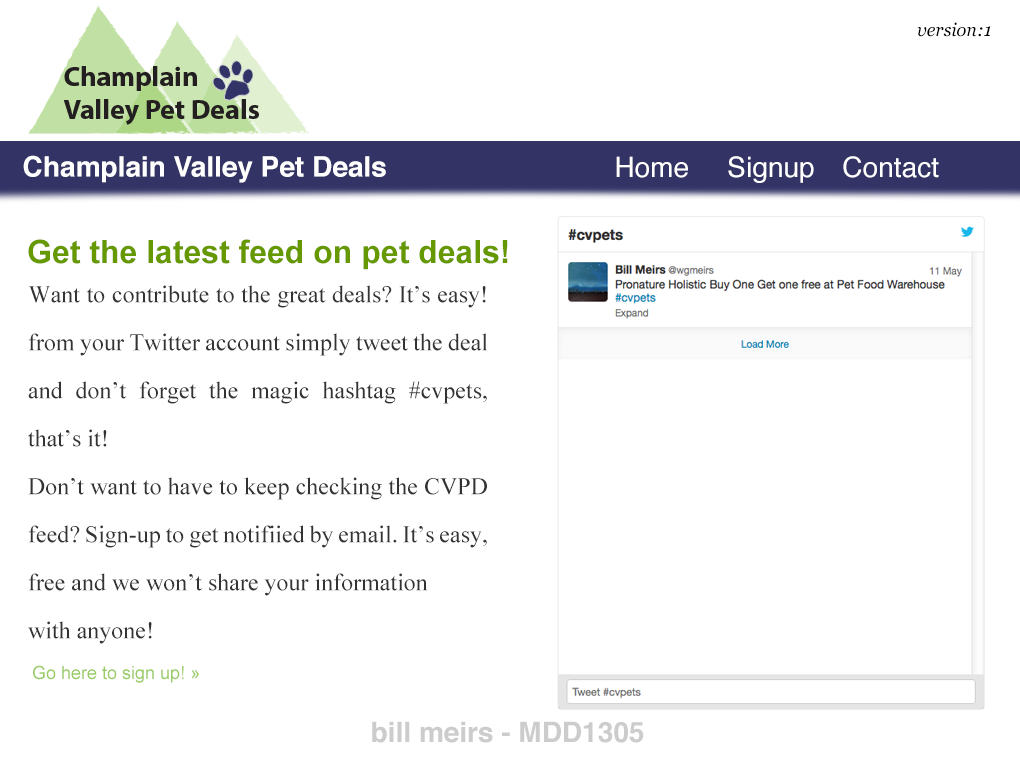 version:1
Champlain
Valley Pet Deals
Champlain Valley Pet Deals Home Signup Contact
Get the latest feed on pet deals!
Want to contribute to the great deals? It’s easy!
from your Twitter account simply tweet the deal
and don’t forget the magic hashtag #cvpets,
that’s it!
Don’t want to have to keep checking the CVPD
feed? Sign-up to get notifiied by email. It’s easy,
free and we won’t share your information
with anyone!
Go here to sign up! »
#cvpets
Bill Meirs @wgmeirs 11 May
Pronature Holistic Buy One Get one free at Pet Food Warehouse
#cvpets
Expand
Load More
Tweet #cvpets
bill meirs - MDD1305